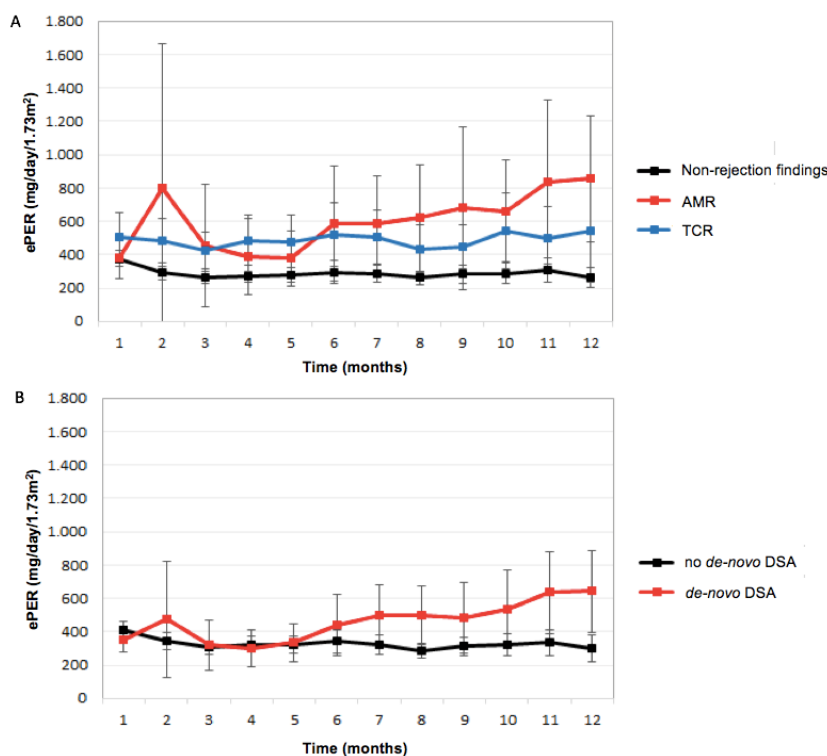 A
1.800
1.600
1.400
1.200
1.000
800
600
400
200
0
ePER (mg/day/1.73m²)
1 2 3 4 5 6 7 8 9 10 11 12
Time (months)
Non-rejection findings
AMR
TCR
B
1.800
1.600
1.400
1.200
1.000
800
600
400
200
0
ePER (mg/day/1.73m²)
1 2 3 4 5 6 7 8 9 10 11 12
Time (months)
no de-novo DSA
de-novo DSA